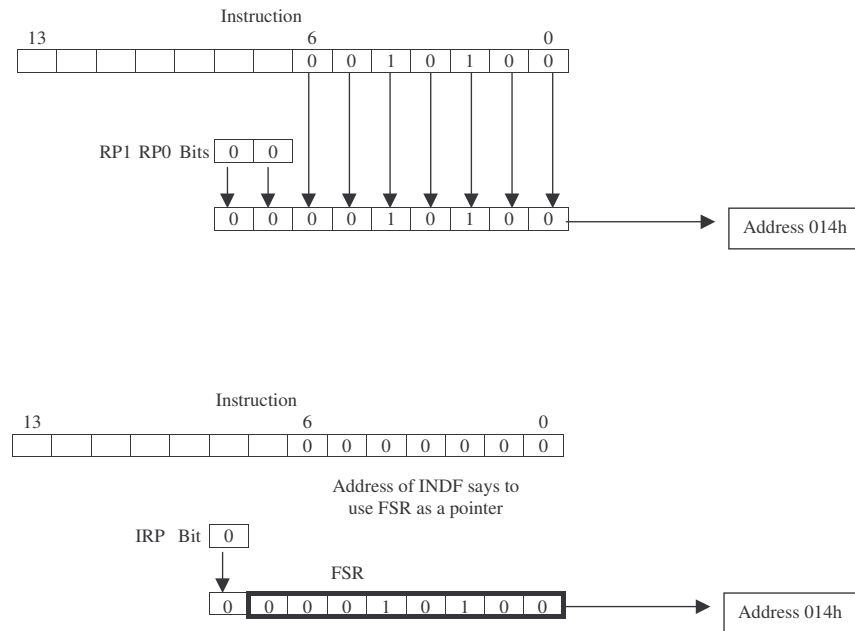 Instruction
13 6 0
0 0 1 0 1 0 0
RP1 RP0 Bits 0 0
0 0 0 0 1 0 1 0 0
Address 014h
Instruction
13 6 0
0 0 0 0 0 0 0
Address of INDF says to
use FSR as a pointer
IRP Bit 0
FSR
0 0 0 0 1 0 1 0 0
Address 014h